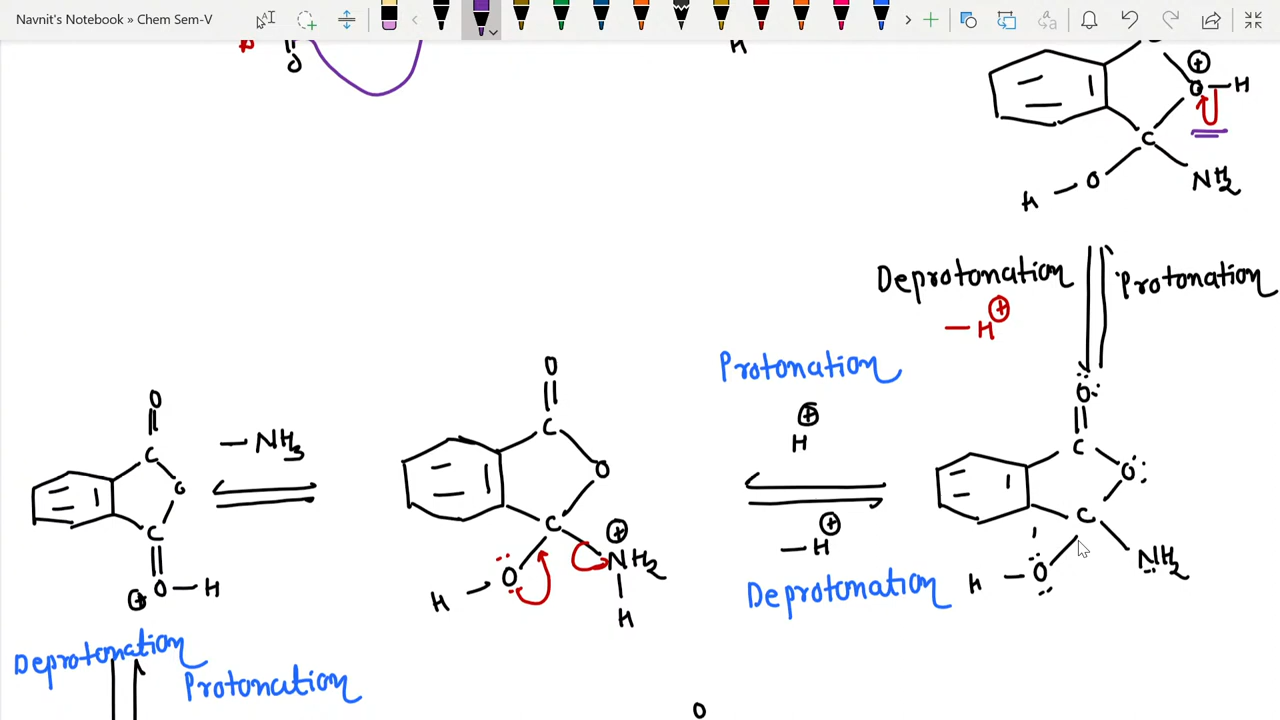 Navnit's Notebook » Chem Sem-V
H
C
⊕
O — H
C
H — O
NH2
Deprotonation
Protonation
— H⊕
O
C
O
C
H — O
NH2
Protonation
H⊕
— H⊕
Deprotonation
O
C
O
C
⊕
H — O
NH2
H
— NH3
O
C
O
C
⊕ O — H
Deprotonation
Protonation
O